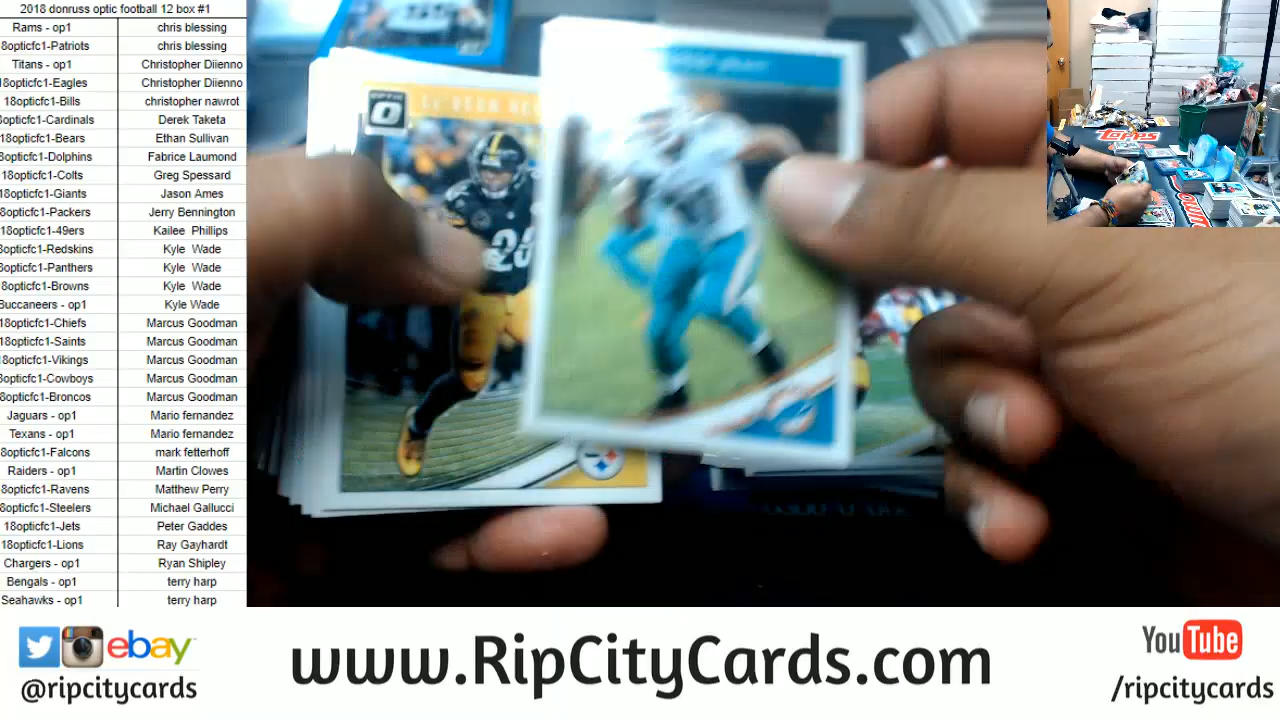 2018 donruss optic football 12 box #1
Rams - op1 chris blessing
8opticfc1-Patriots chris blessing
Titans - op1 Christopher Diienno
8opticfc1-Eagles Christopher Diienno
18opticfc1-Bills christopher nawrot
8opticfc1-Cardinals Derek Taketa
18opticfc1-Bears Ethan Sullivan
8opticfc1-Dolphins Fabrice Laumond
18opticfc1-Colts Greg Spessard
18opticfc1-Giants Jason Ames
8opticfc1-Packers Jerry Bennington
18opticfc1-49ers Kailee Phillips
8opticfc1-Redskins Kyle Wade
8opticfc1-Panthers Kyle Wade
8opticfc1-Browns Kyle Wade
Buccaneers - op1 Kyle Wade
18opticfc1-Chiefs Marcus Goodman
18opticfc1-Saints Marcus Goodman
18opticfc1-Vikings Marcus Goodman
8opticfc1-Cowboys Marcus Goodman
8opticfc1-Broncos Marcus Goodman
Jaguars - op1 Mario fernandez
Texans - op1 Mario fernandez
8opticfc1-Falcons mark fetterhoff
Raiders - op1 Martin Clowes
8opticfc1-Ravens Matthew Perry
8opticfc1-Steelers Michael Gallucci
18opticfc1-Jets Peter Gaddes
18opticfc1-Lions Ray Gayhardt
Chargers - op1 Ryan Shipley
Bengals - op1 terry harp
Seahawks - op1 terry harp
OPTIC
O
Topps
ebay
@ripcitycards
www.RipCityCards.com
YouTube
/ripcitycards